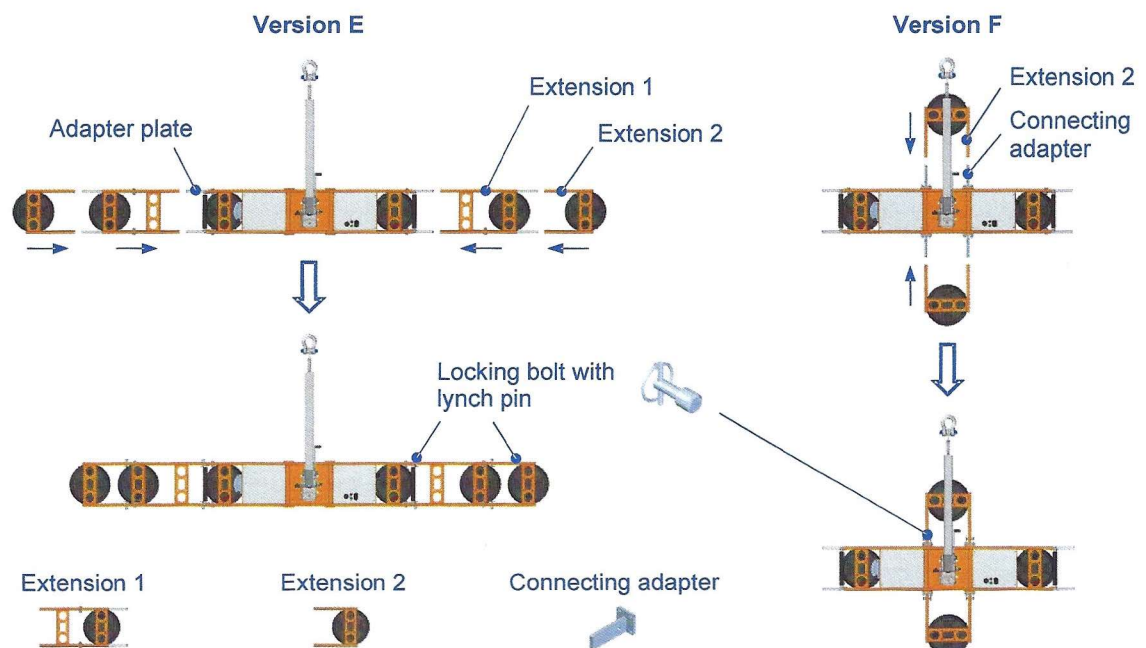 Version E
Version F
Extension 1
Extension 2
Adapter plate
Extension 2
Connecting
adapter
Locking bolt with
lynch pin
Extension 1
Extension 2
Connecting adapter